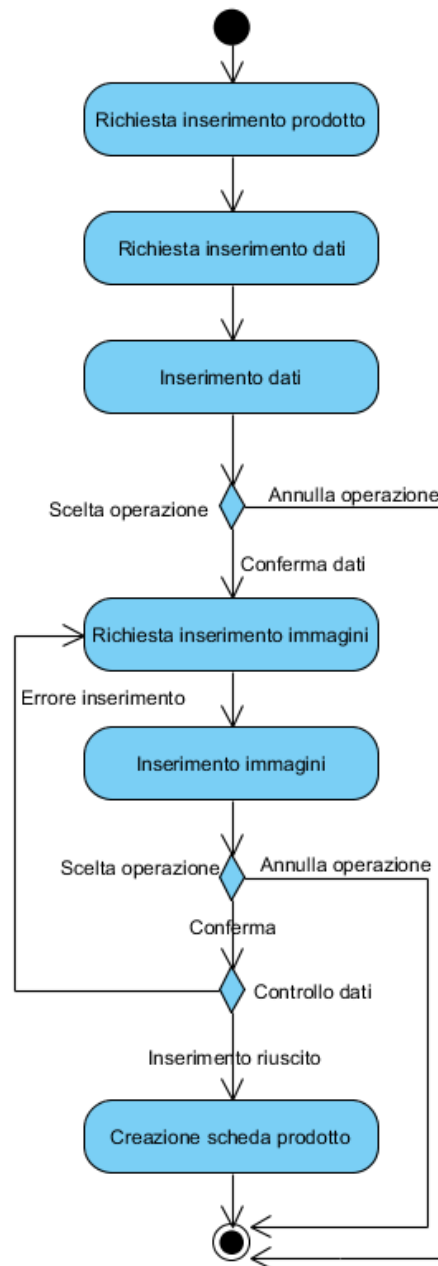 Richiesta inserimento prodotto
Richiesta inserimento dati
Inserimento dati
Scelta operazione
Annulla operazione
Conferma dati
Richiesta inserimento immagini
Errore inserimento
Inserimento immagini
Scelta operazione
Annulla operazione
Conferma
Controllo dati
Inserimento riuscito
Creazione scheda prodotto